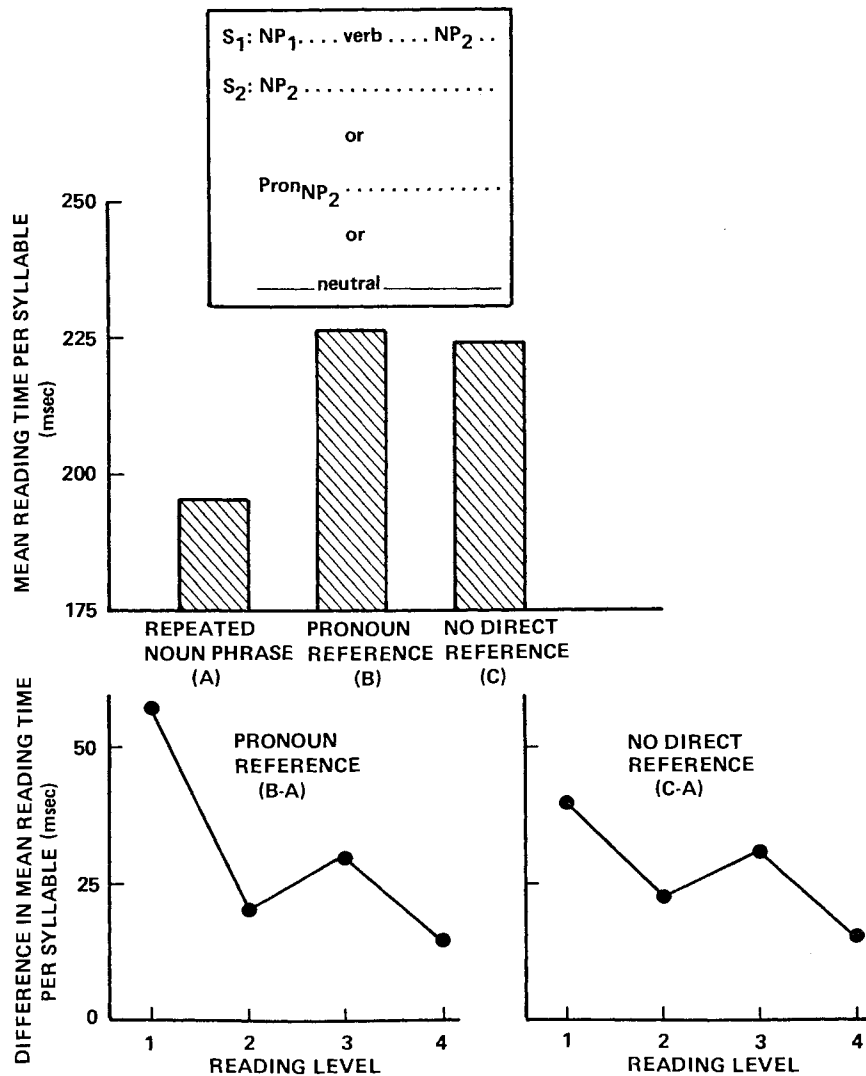 S1: NP1 .... verb .... NP2 ..
S2: NP2 ..................
or
PronNP2 ............
or
____ neutral __________
MEAN READING TIME PER SYLLABLE
(msec)
250
225
200
175
REPEATED
NOUN PHRASE
(A)
PRONOUN
REFERENCE
(B)
NO DIRECT
REFERENCE
(C)
DIFFERENCE IN MEAN READING TIME
PER SYLLABLE (msec)
50
25
0
PRONOUN
REFERENCE
(B-A)
1 2 3 4
READING LEVEL
NO DIRECT
REFERENCE
(C-A)
1 2 3 4
READING LEVEL